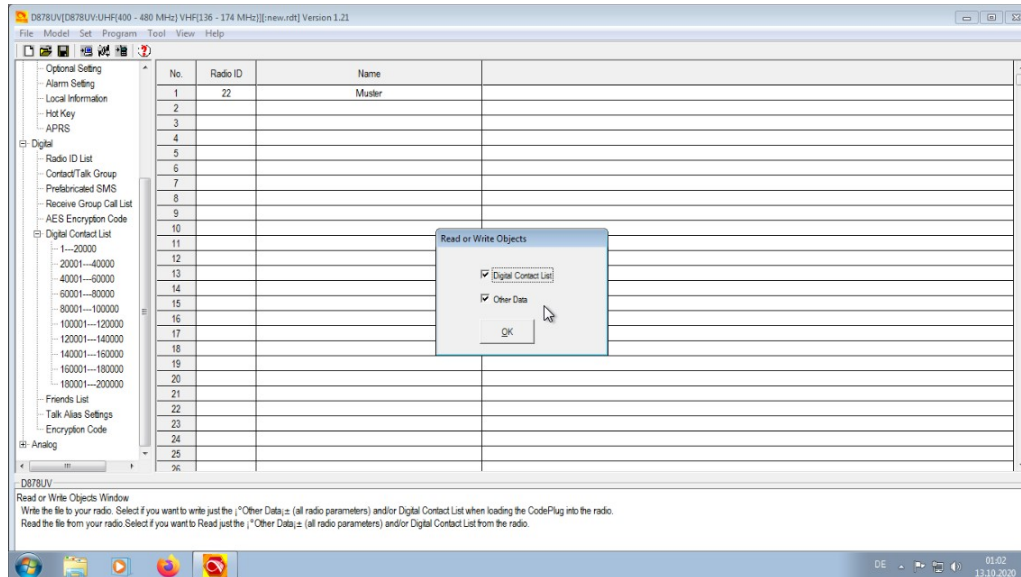 D878UV[D878UV:UHF{400 - 480 MHz} VHF{136 - 174 MHz}][:new.rdt] Version 1.21
File Model Set Program Tool View Help
Optional Setting
Alarm Setting
Local Information
Hot Key
APRS
Digital
Radio ID List
Contact/Talk Group
Prefabricated SMS
Receive Group Call List
AES Encryption Code
Digital Contact List
1---20000
20001---40000
40001---60000
60001---80000
80001---100000
100001---120000
120001---140000
140001---160000
160001---180000
180001---200000
Friends List
Talk Alias Settings
Encryption Code
Analog
No. Radio ID Name
1 22 Muster
2
3
4
5
6
7
8
9
10
11
12
13
14
15
16
17
18
19
20
21
22
23
24
25
26
Read or Write Objects
Digital Contact List
Other Data
OK
D878UV
Read or Write Objects Window
Write the file to your radio. Select if you want to write just the ¡°Other Data¡± (all radio parameters) and/or Digital Contact List when loading the CodePlug into the radio.
Read the file from your radio.Select if you want to Read just the ¡°Other Data¡± (all radio parameters) and/or Digital Contact List from the radio.
DE
01:02
13.10.2020